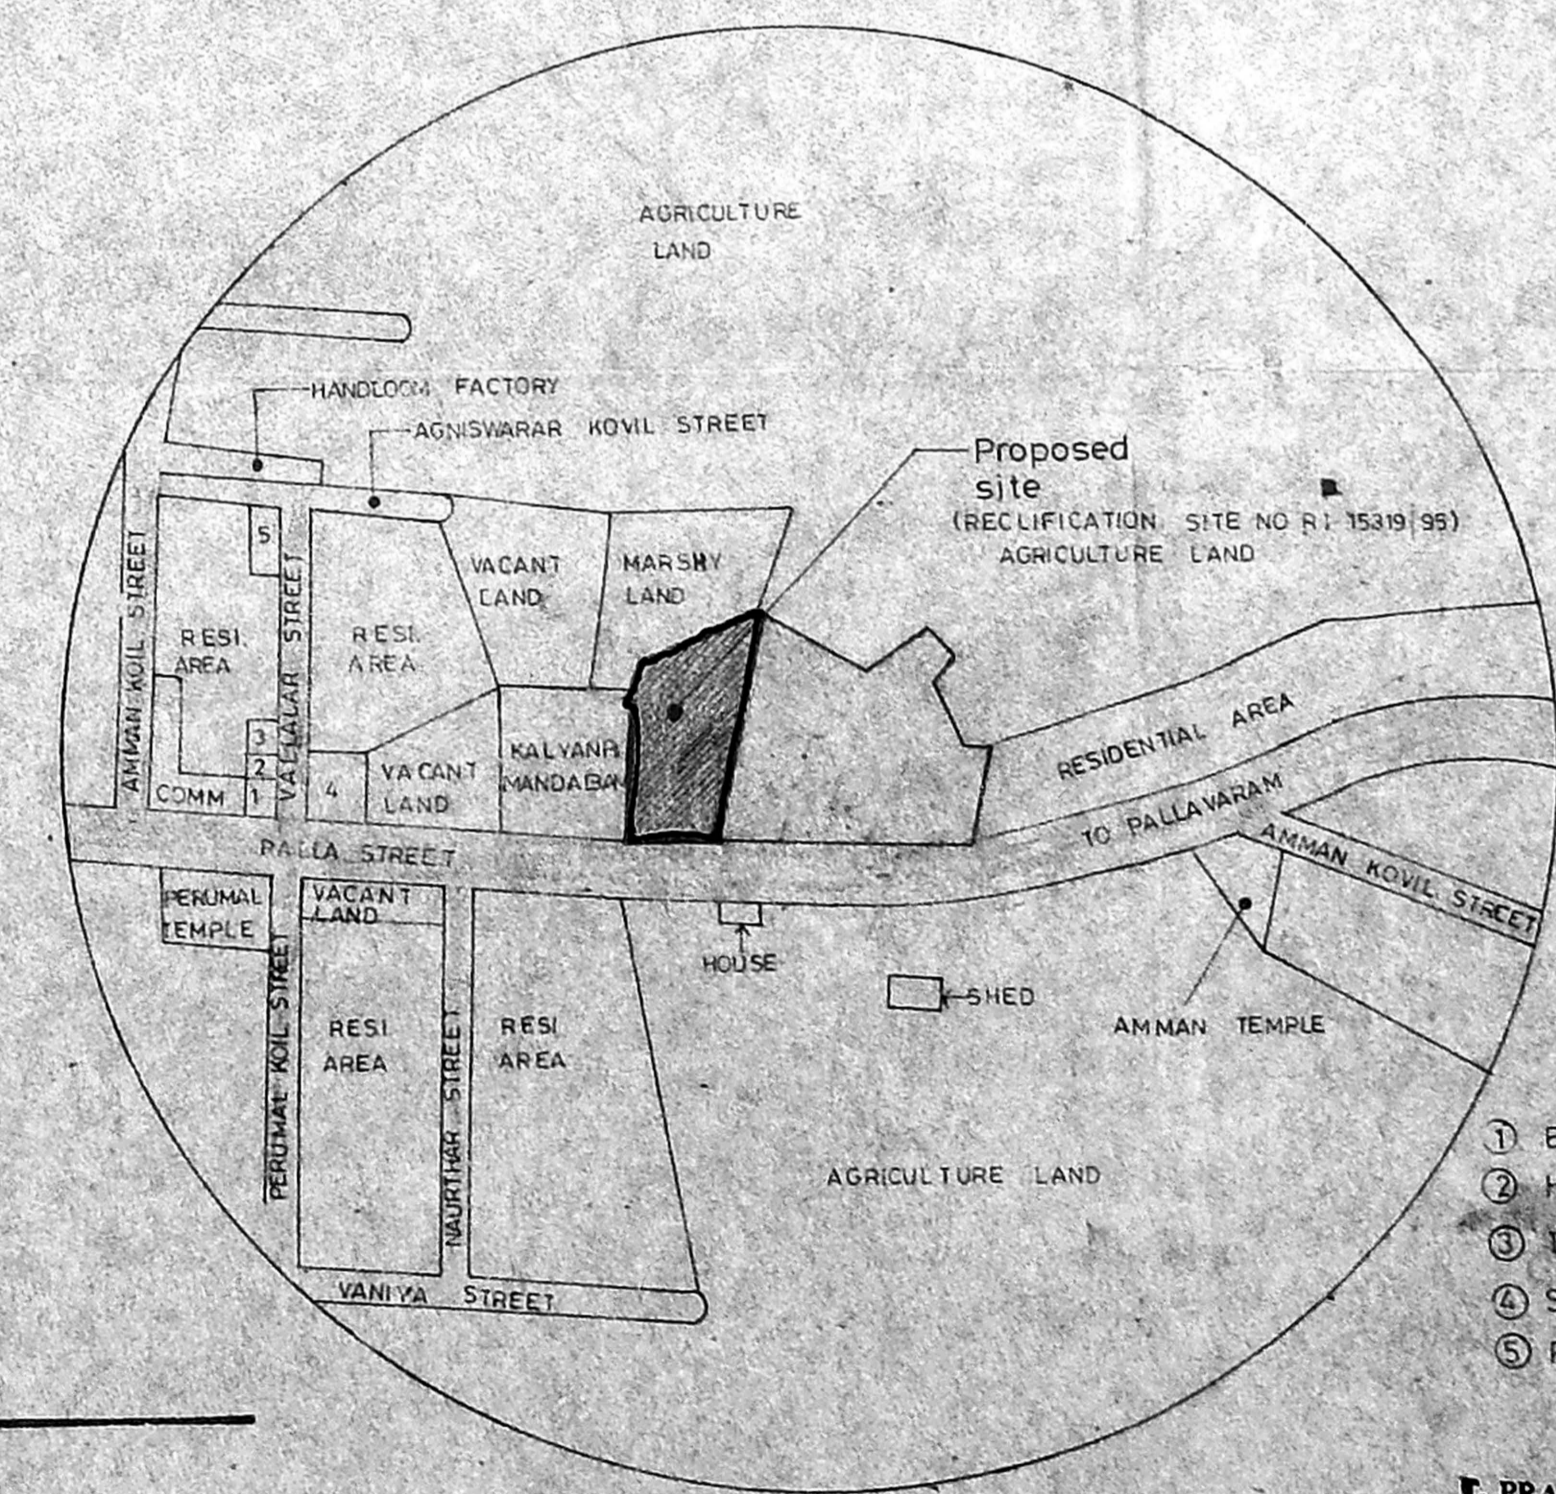 AGRICULTURE
LAND
HANDLOOM FACTORY
AGNISWARAR KOVIL STREET
Proposed
site
(RECLIFICATION SITE NO R1 15319/95)
AGRICULTURE LAND
AMMAN KOIL STREET
RESI.
AREA
5
3
2
1
COMM
VALLALAR STREET
RESI.
AREA
4
VACANT
LAND
MARSHY
LAND
VACANT
LAND
KALYANA
MANDABAM
RESIDENTIAL AREA
TO PALLAVARAM
AMMAN KOVIL STREET
PALLA STREET
PERUMAL
TEMPLE
VACANT
LAND
PERUMAL KOIL STREET
RESI
AREA
NAURTHAR STREET
RESI
AREA
HOUSE
SHED
AMMAN TEMPLE
AGRICULTURE LAND
VANIYA STREET
1
2
3
4
5